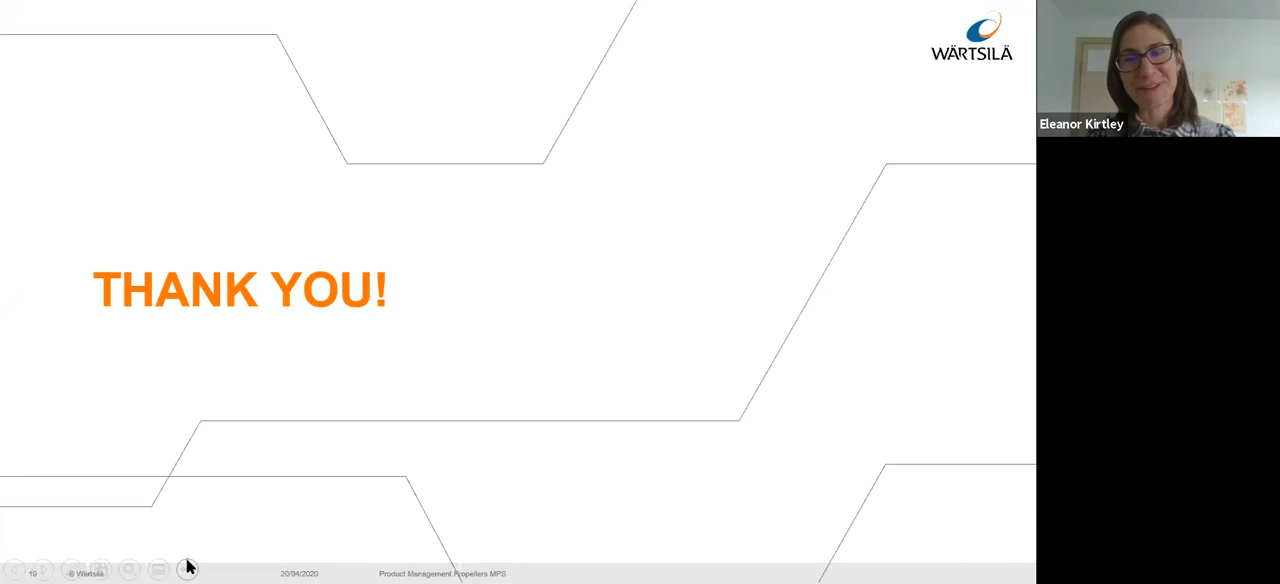 WÄRTSILÄ
Eleanor Kirtley
THANK YOU!
19 © Wärtsilä 20/04/2020 Product Management Propellers MPS